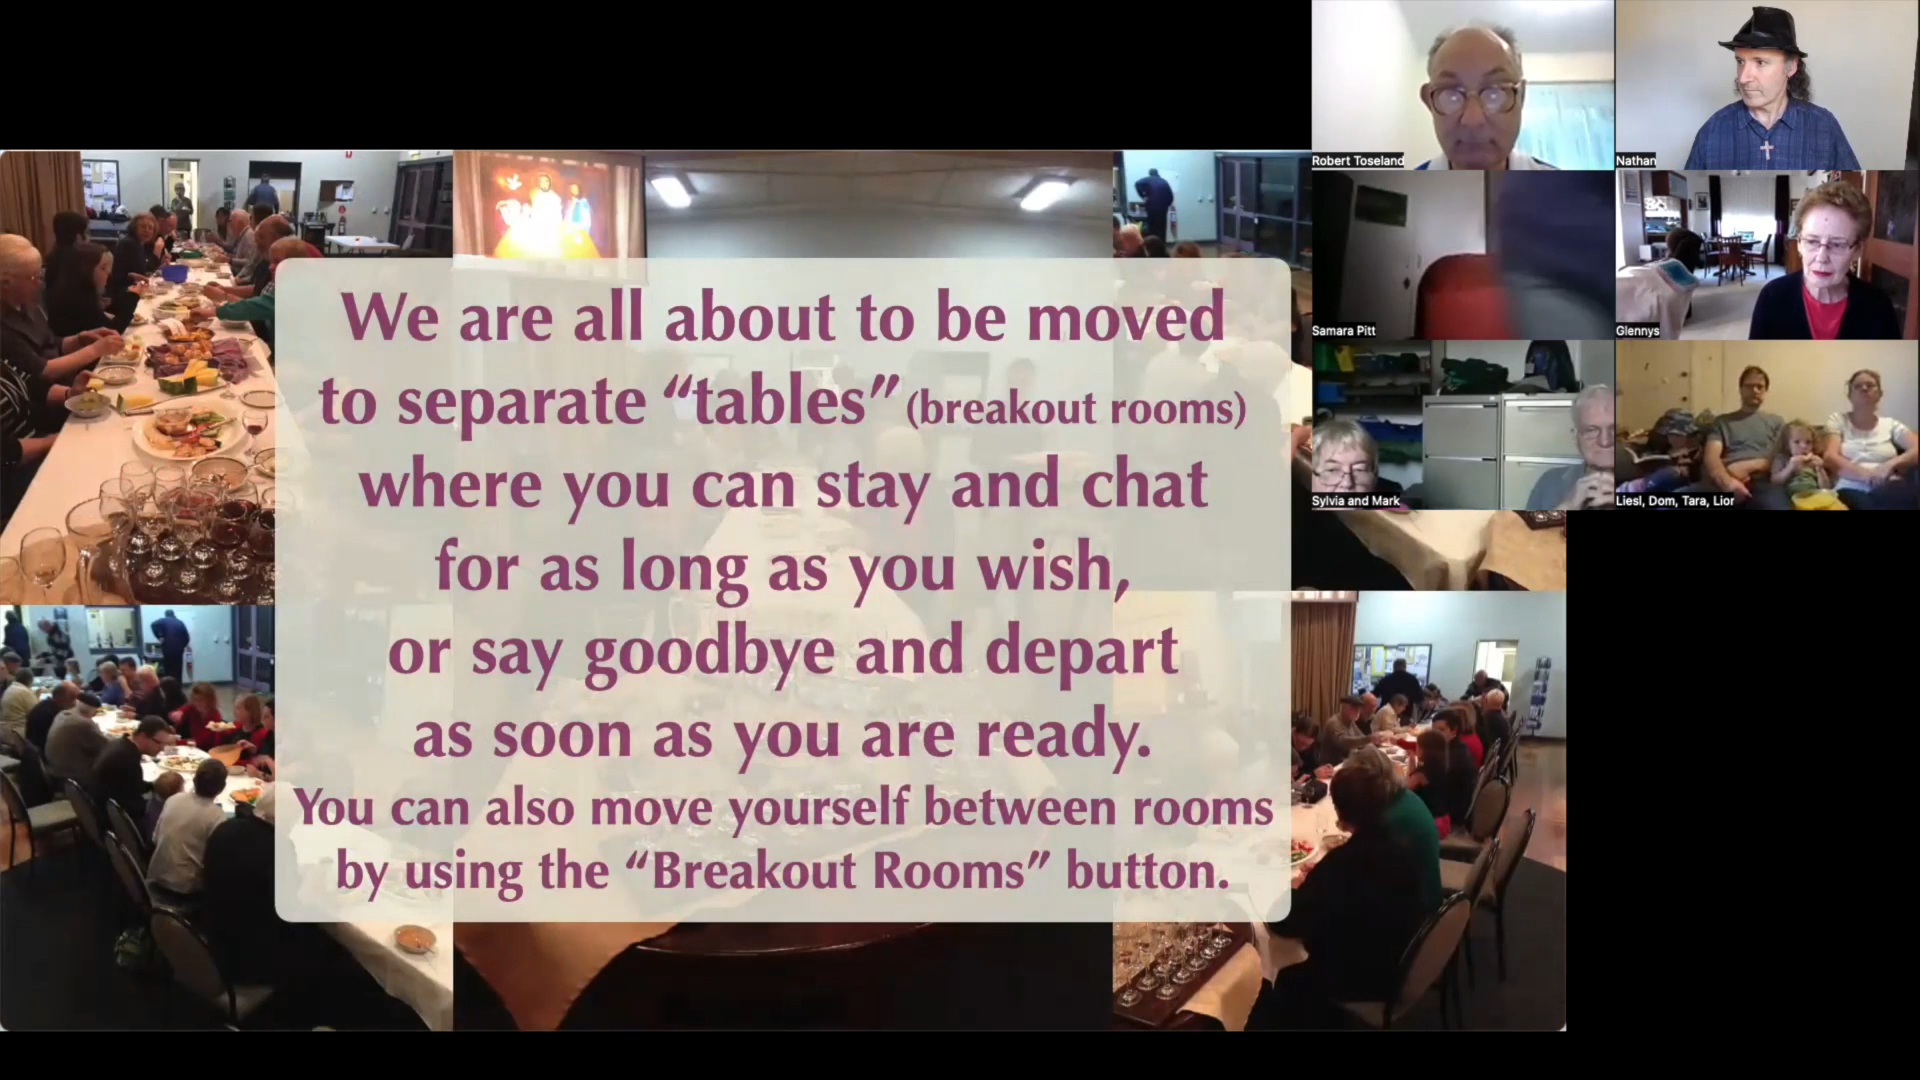 We are all about to be moved
to separate “tables” (breakout rooms)
where you can stay and chat
for as long as you wish,
or say goodbye and depart
as soon as you are ready.
You can also move yourself between rooms
by using the “Breakout Rooms” button.
Robert Toseland
Nathan
Samara Pitt
Glennys
Sylvia and Mark
Liesl, Dom, Tara, Lior